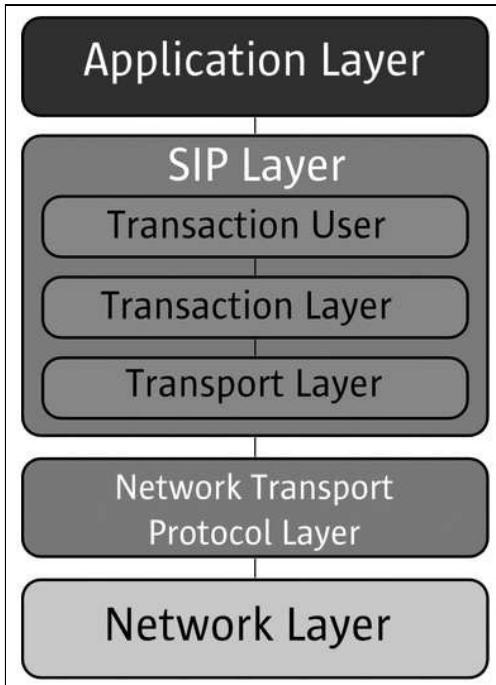 Application Layer
SIP Layer
Transaction User
Transaction Layer
Transport Layer
Network Transport
Protocol Layer
Network Layer